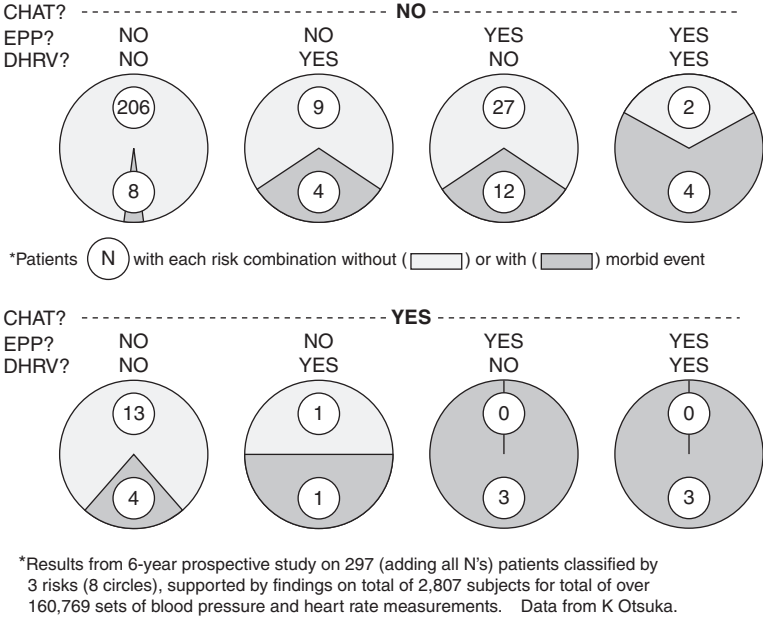 CHAT? NO
EPP? NO NO YES YES
DHRV? NO YES NO YES
206 9 27 2
8 4 12 4
*Patients N with each risk combination without ( ) or with ( ) morbid event
CHAT? YES
EPP? NO NO YES YES
DHRV? NO YES NO YES
13 1 0 0
4 1 3 3
*Results from 6-year prospective study on 297 (adding all N's) patients classified by
3 risks (8 circles), supported by findings on total of 2,807 subjects for total of over
160,769 sets of blood pressure and heart rate measurements. Data from K Otsuka.